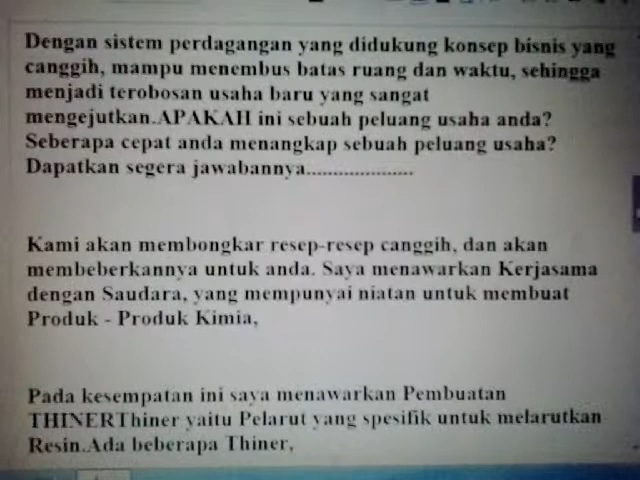 Dengan sistem perdagangan yang didukung konsep bisnis yang
canggih, mampu menembus batas ruang dan waktu, sehingga
menjadi terobosan usaha baru yang sangat
mengejutkan.APAKAH ini sebuah peluang usaha anda?
Seberapa cepat anda menangkap sebuah peluang usaha?
Dapatkan segera jawabannya.....................
Kami akan membongkar resep-resep canggih, dan akan
membeberkannya untuk anda. Saya menawarkan Kerjasama
dengan Saudara, yang mempunyai niatan untuk membuat
Produk - Produk Kimia,
Pada kesempatan ini saya menawarkan Pembuatan
THINERThiner yaitu Pelarut yang spesifik untuk melarutkan
Resin.Ada beberapa Thiner,